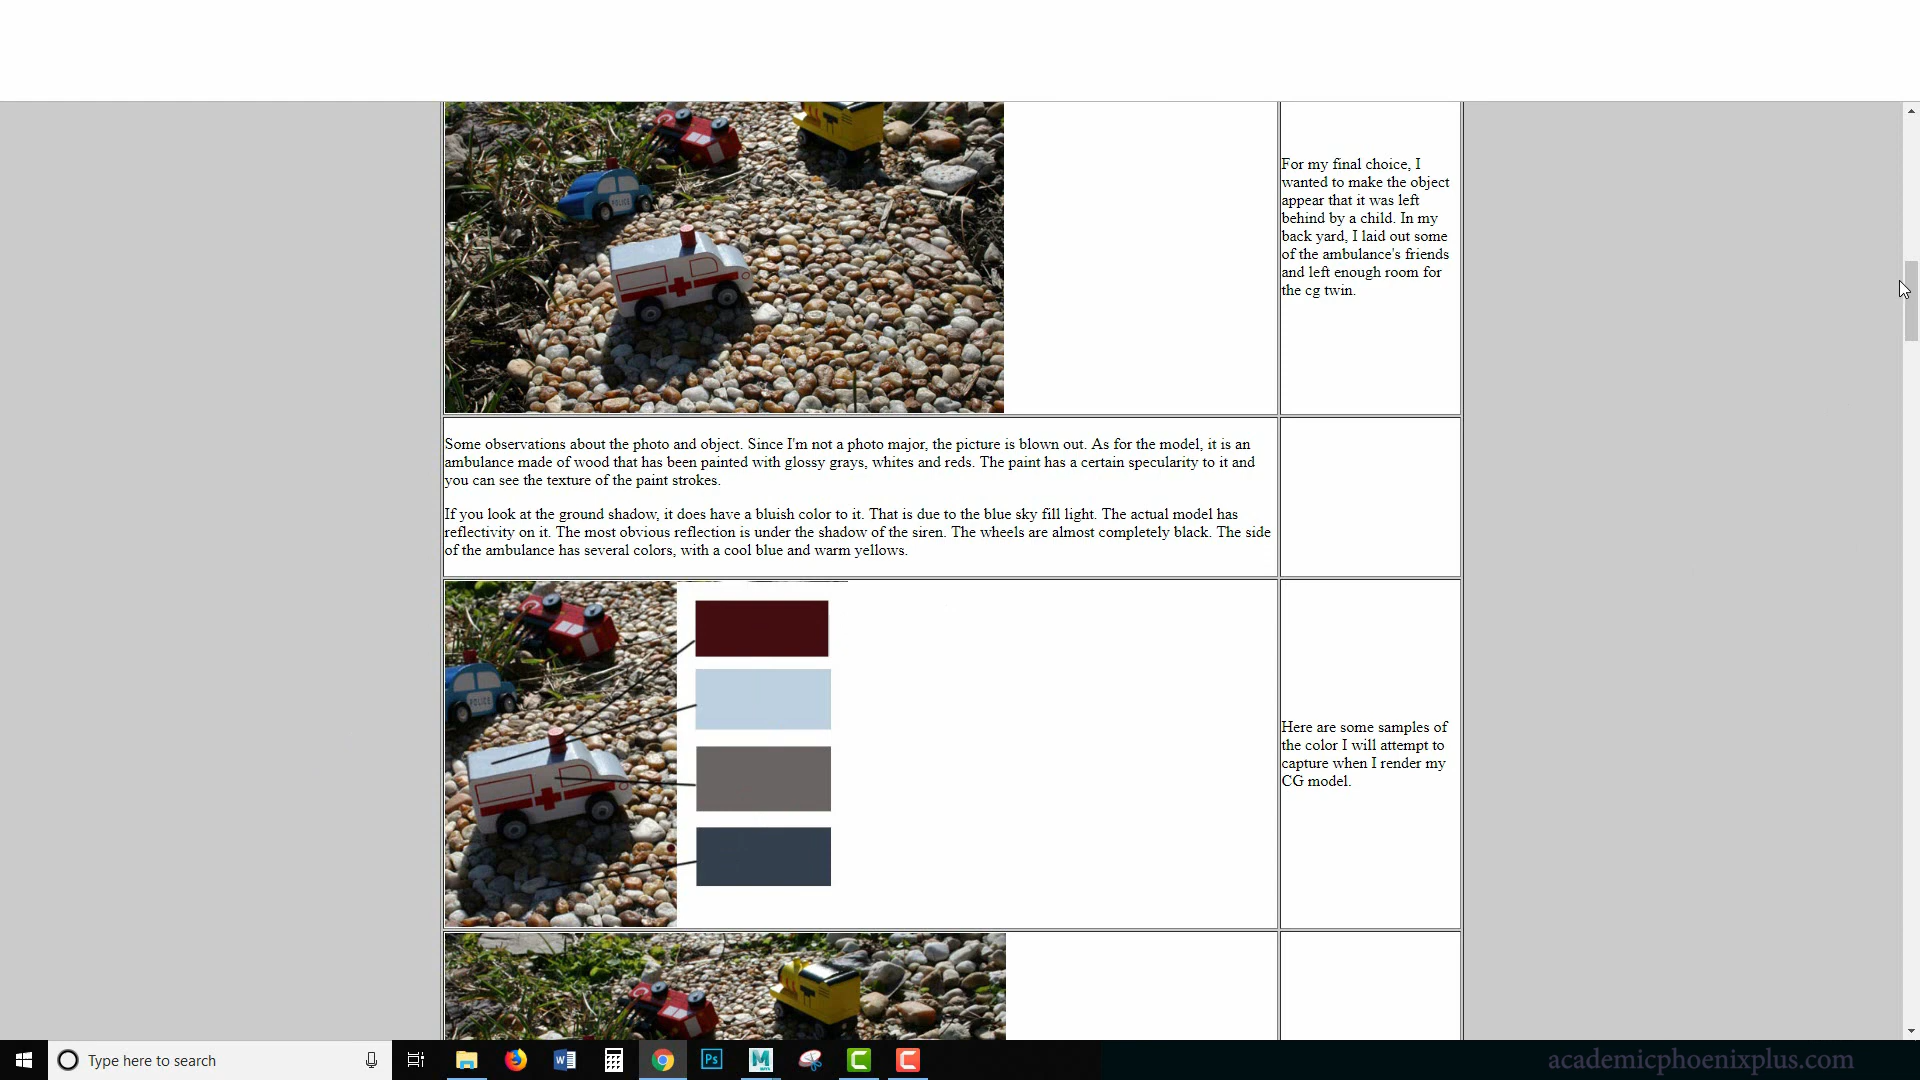 For my final choice, I
wanted to make the object
appear that it was left
behind by a child. In my
back yard, I laid out some
of the ambulance's friends
and left enough room for
the cg twin.
POLICE
Some observations about the photo and object. Since I'm not a photo major, the picture is blown out. As for the model, it is an
ambulance made of wood that has been painted with glossy grays, whites and reds. The paint has a certain specularity to it and
you can see the texture of the paint strokes.
If you look at the ground shadow, it does have a bluish color to it. That is due to the blue sky fill light. The actual model has
reflectivity on it. The most obvious reflection is under the shadow of the siren. The wheels are almost completely black. The side
of the ambulance has several colors, with a cool blue and warm yellows.
POLICE
Here are some samples of
the color I will attempt to
capture when I render my
CG model.
Type here to search
Ps
academicphoenixplus.com